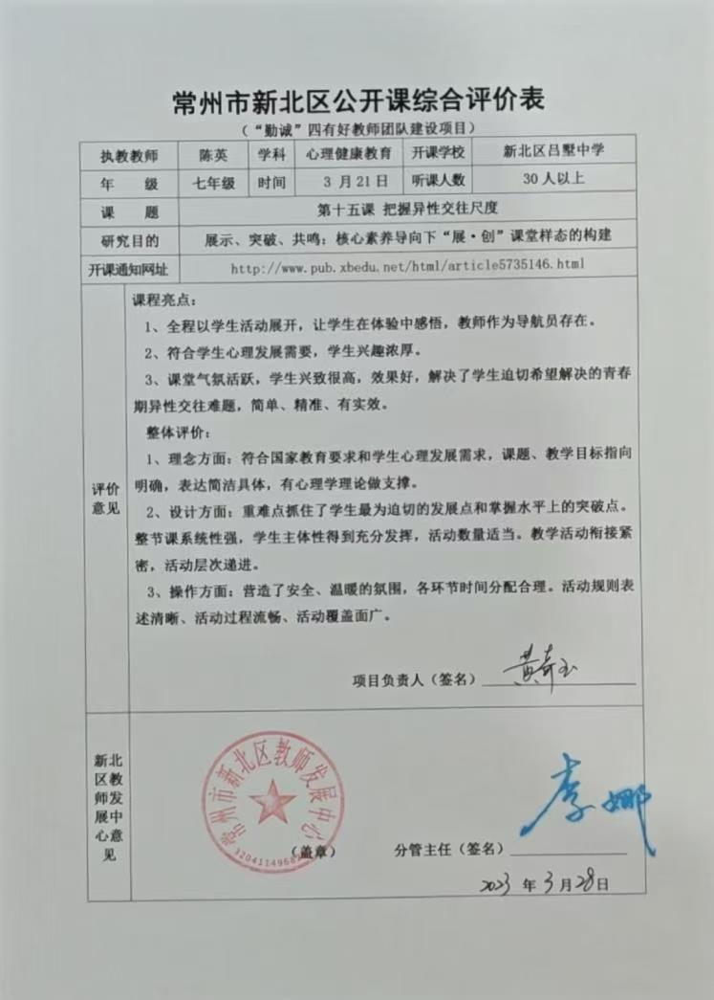 常州市新北区公开课综合评价表
（“勤诚”四有好教师团队建设项目）
执教教师 陈英 学科 心理健康教育 开课学校 新北区吕墅中学
年 级 七年级 时间 3 月 21 日 听课人数 30 人以上
课 题 第十五课 把握异性交往尺度
研究目的 展示、突破、共鸣：核心素养导向下“展·创”课堂样态的构建
开课通知网址 http://www.pub.xbedu.net/html/article5735146.html
课程亮点：
1、全程以学生活动展开，让学生在体验中感悟，教师作为导航员存在。
2、符合学生心理发展需要，学生兴趣浓厚。
3、课堂气氛活跃，学生兴致很高，效果好，解决了学生迫切希望解决的青春
期异性交往难题，简单、精准、有实效。
整体评价：
1、理念方面：符合国家教育要求和学生心理发展需求，课题、教学目标指向
明确，表达简洁具体，有心理学理论做支撑。
评价
意见
2、设计方面：重难点抓住了学生最为迫切的发展点和掌握水平上的突破点。
整节课系统性强，学生主体性得到充分发挥，活动数量适当。教学活动衔接紧
密，活动层次递进。
3、操作方面：营造了安全、温暖的氛围，各环节时间分配合理。活动规则表
述清晰、活动过程流畅、活动覆盖面广。
项目负责人（签名）
新北
区教
师发
展中
心意
见
常州市新北区教师发展中心
（盖章）
分管主任（签名） 李娜
2023 年 3 月 28 日